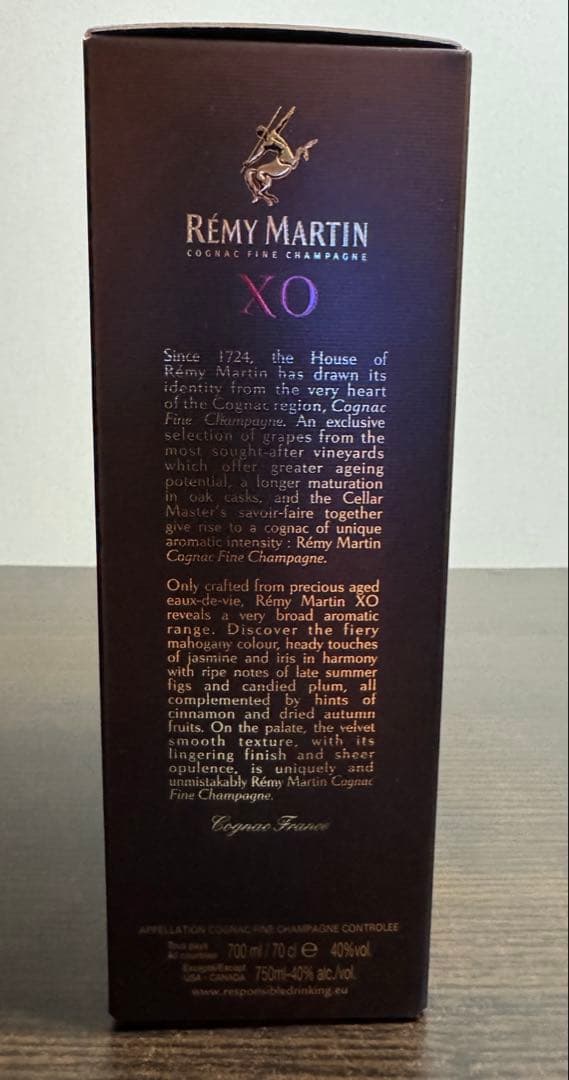 RÉMY MARTIN
COGNAC FINE CHAMPAGNE
XO
Since 1724, the House of
Rémy Martin has drawn its
identity from the very heart
of the Cognac region, Cognac
Fine Champagne. An exclusive
selection of grapes from the
most sought-after vineyards
which offer greater ageing
potential, a longer maturation
in oak casks, and the Cellar
Master's savoir-faire together
give rise to a cognac of unique
aromatic intensity : Rémy Martin
Cognac Fine Champagne.
Only crafted from precious aged
eaux-de-vie, Rémy Martin XO
reveals a very broad aromatic
range. Discover the fiery
mahogany colour, heady touches
of jasmine and iris in harmony
with ripe notes of late summer
figs and candied plum, all
complemented by hints of
cinnamon and dried autumn
fruits. On the palate, the velvet
smooth texture, with its
lingering finish and sheer
opulence, is uniquely and
unmistakably Rémy Martin Cognac
Fine Champagne.
Cognac France
APPELLATION COGNAC FINE CHAMPAGNE CONTROLEE
Tous pays
All countries
700 ml / 70 cl e 40%vol.
Excepté/Except
USA - CANADA
750ml-40% alc./vol.
www.responsibledrinking.eu